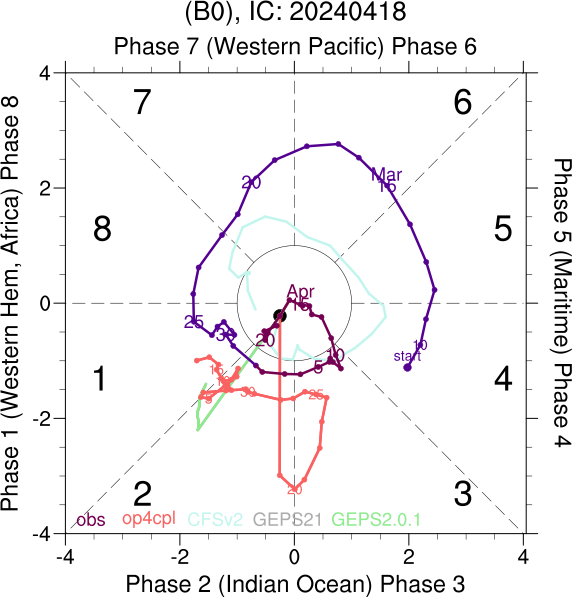 (B0), IC: 20240418
Phase 7 (Western Pacific) Phase 6
Phase 1 (Western Hem, Africa) Phase 8
Phase 5 (Maritime) Phase 4
4
2
0
-2
-4
7
6
8
5
1
4
2
3
Mar
15
20
25
Apr
15
20
10
5
10
start
30
25
20
obs op4cpl CFSv2 GEPS21 GEPS2.0.1
-4 -2 0 2 4
Phase 2 (Indian Ocean) Phase 3